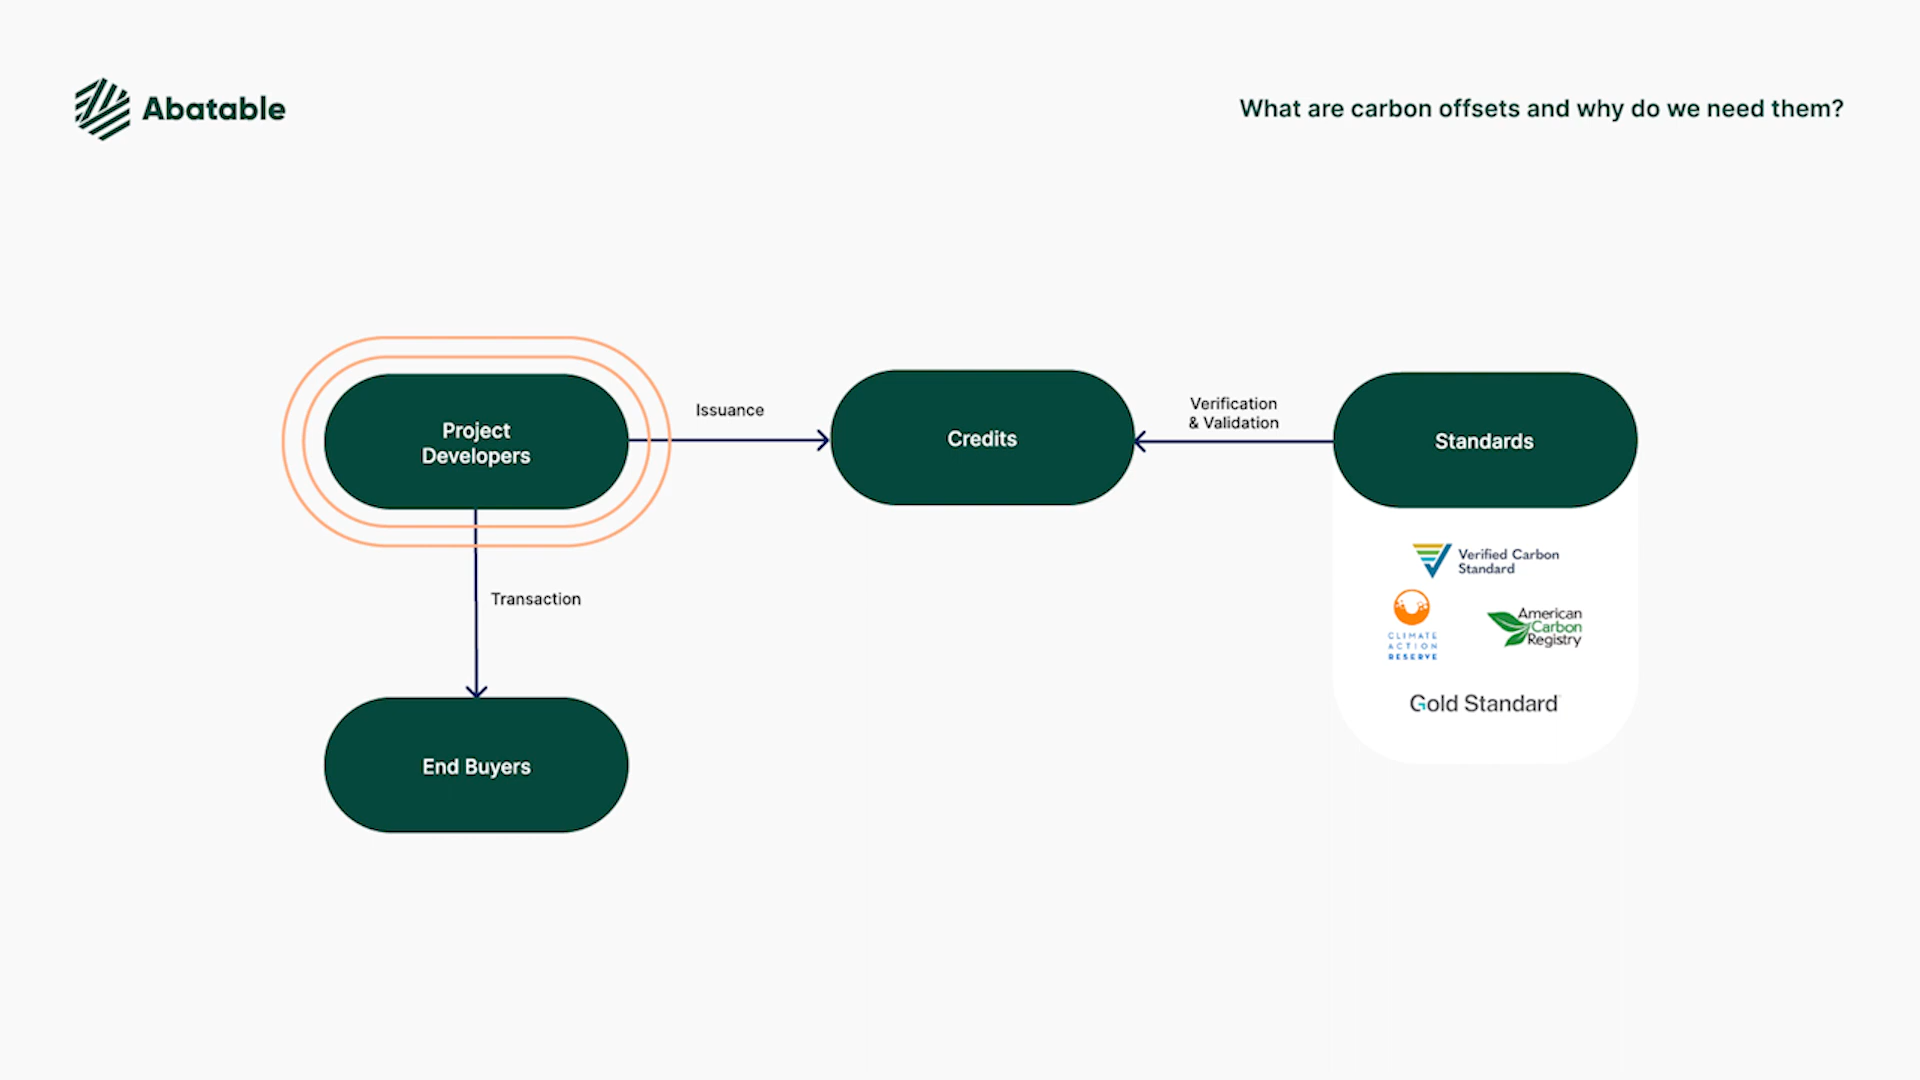 Abatable
What are carbon offsets and why do we need them?
Project
Developers
Issuance
Credits
Verification
& Validation
Standards
Verified Carbon
Standard
CLIMATE
ACTION
RESERVE
American
Carbon
Registry
Gold Standard
Transaction
End Buyers